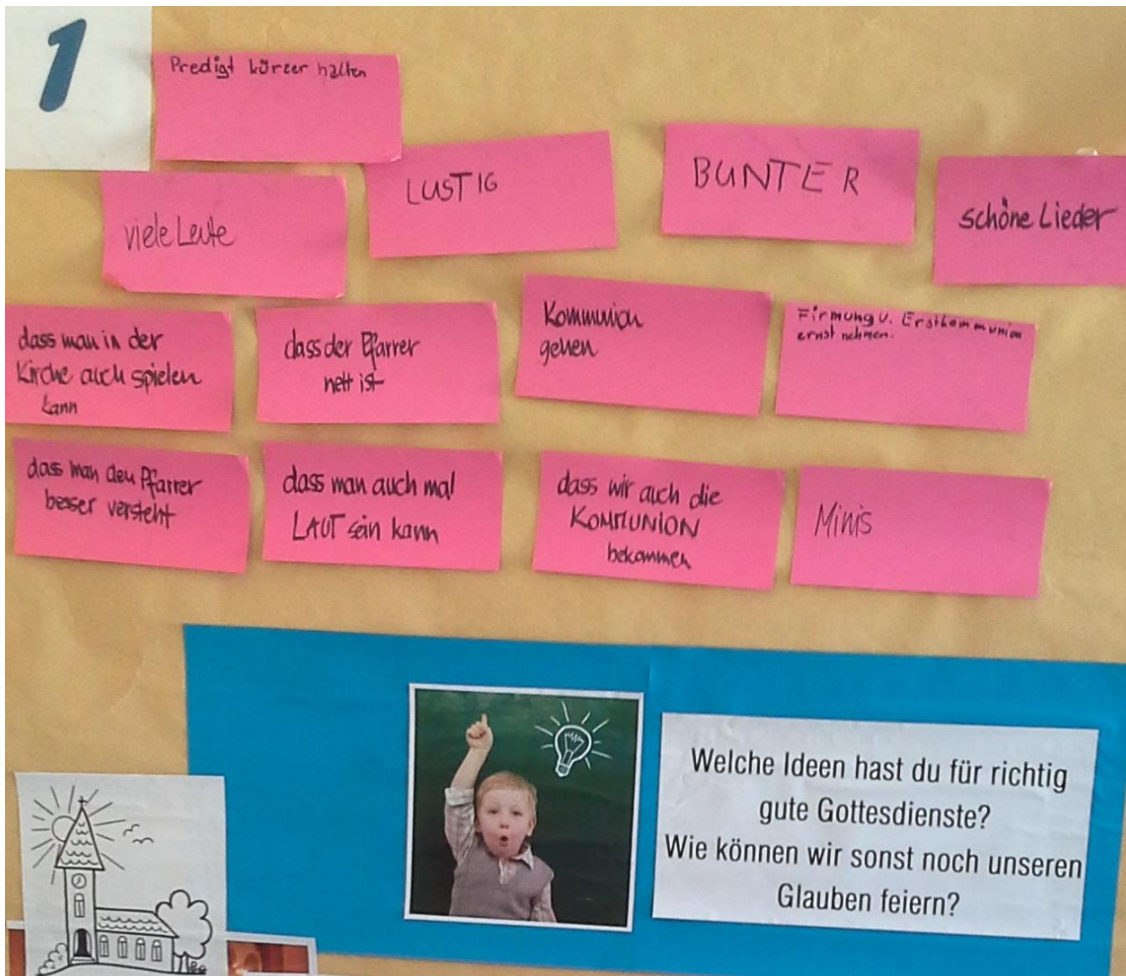 1
Predigt kürzer halten
viele Leute
LUSTIG
BUNTER
schöne Lieder
dass man in der
Kirche auch spielen
kann
dass der Pfarrer
nett ist
Kommunion
gehen
Firmung u. Erstkommunion
ernst nehmen.
dass man den Pfarrer
besser versteht
dass man auch mal
LAUT sein kann
dass wir auch die
KOMMUNION
bekommen
Minis
Welche Ideen hast du für richtig
gute Gottesdienste?
Wie können wir sonst noch unseren
Glauben feiern?